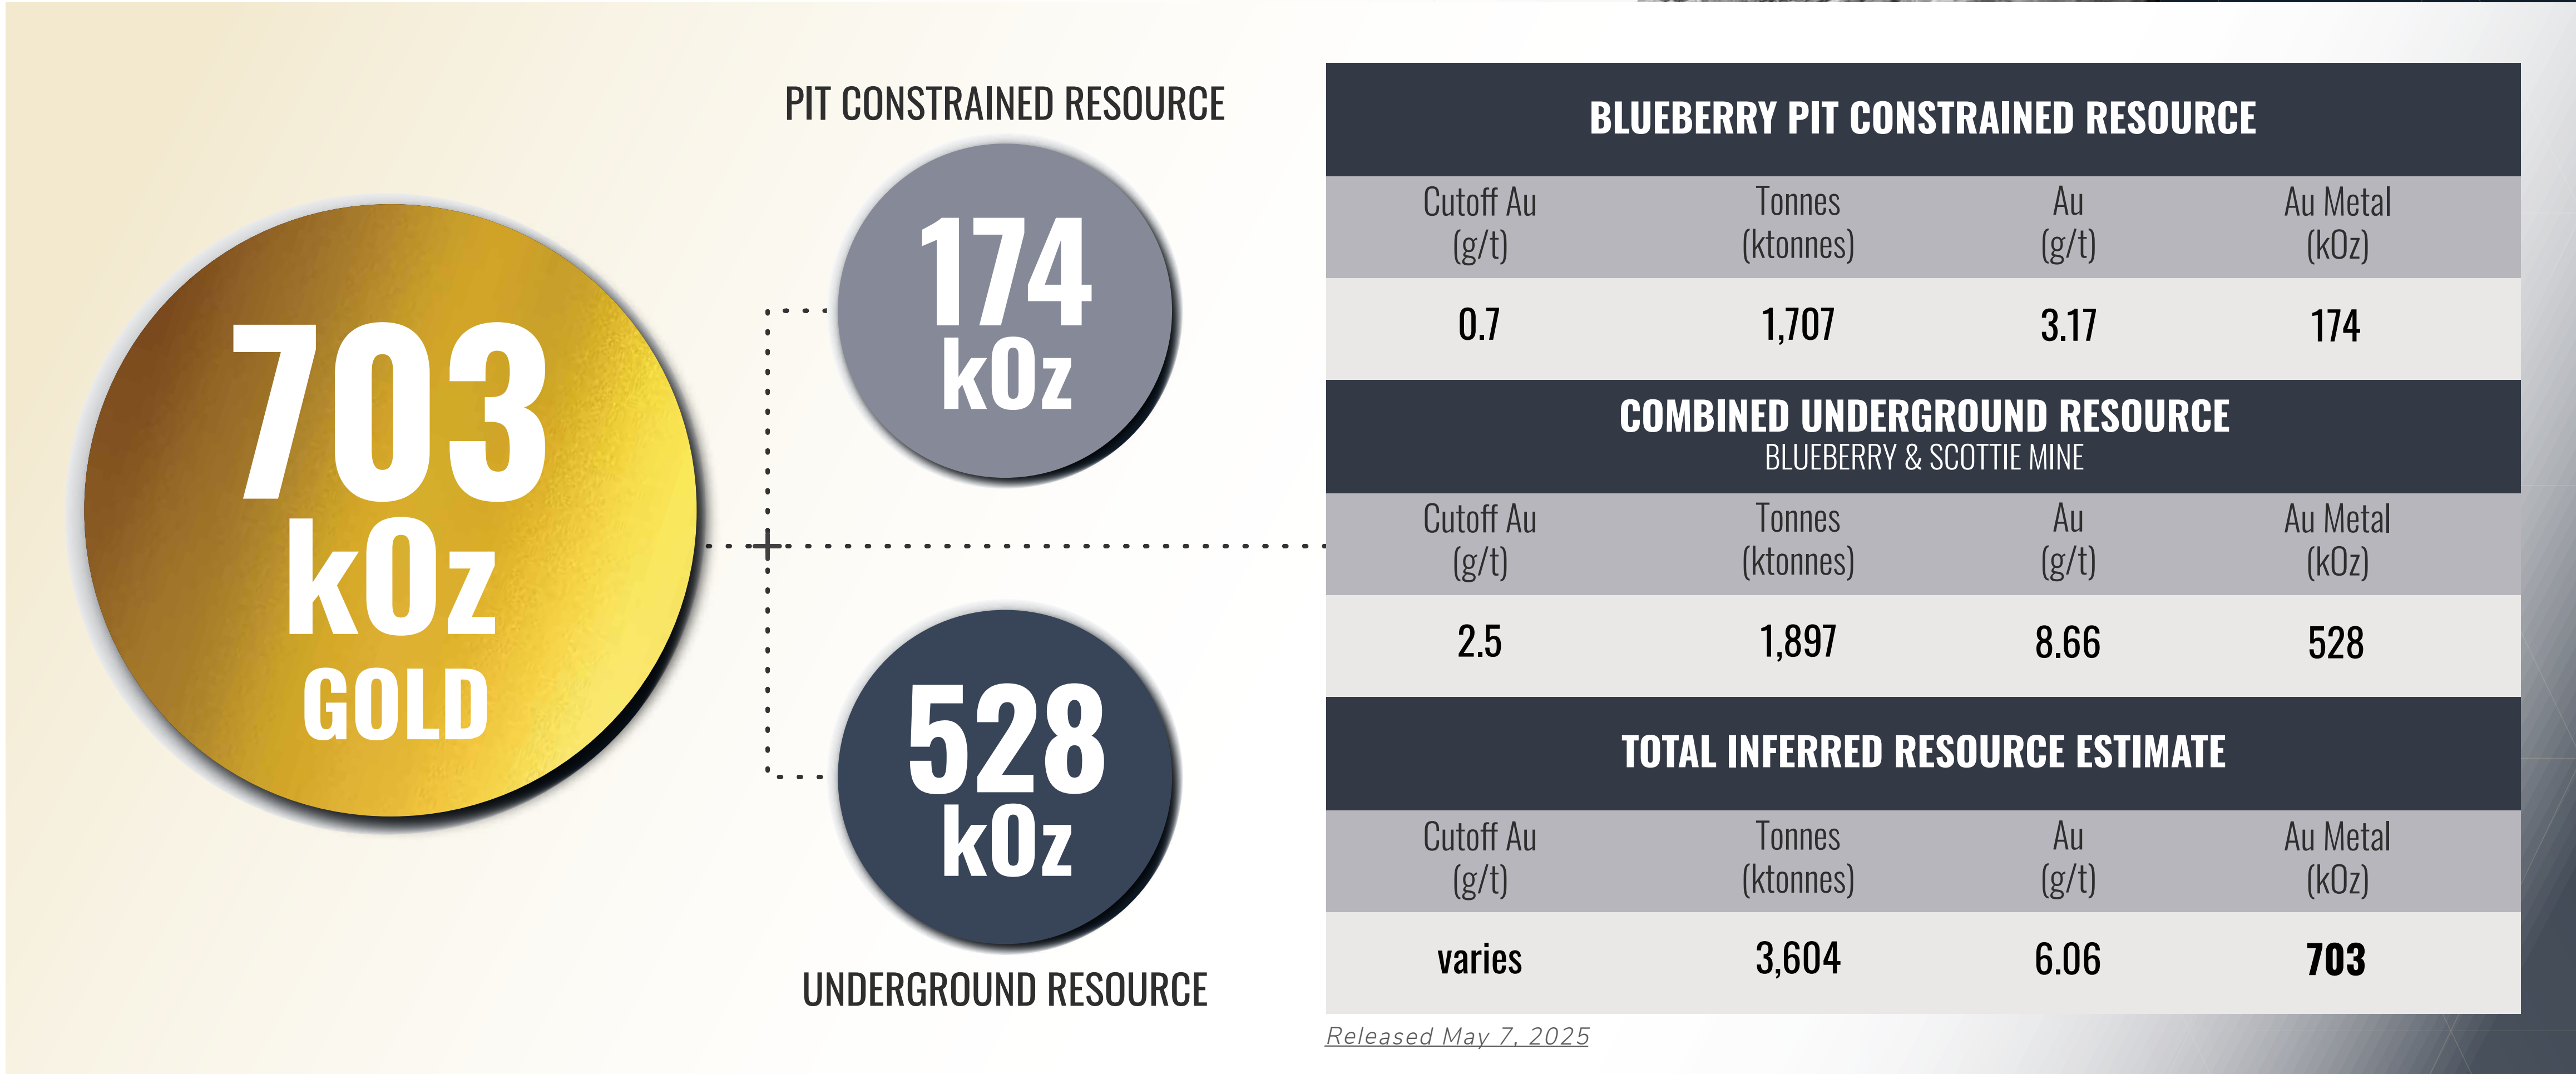 703
kOz
GOLD
PIT CONSTRAINED RESOURCE
174
kOz
528
kOz
UNDERGROUND RESOURCE
BLUEBERRY PIT CONSTRAINED RESOURCE
Cutoff Au Tonnes Au Au Metal
(g/t) (ktonnes) (g/t) (kOz)
0.7 1,707 3.17 174
COMBINED UNDERGROUND RESOURCE
BLUEBERRY & SCOTTIE MINE
Cutoff Au Tonnes Au Au Metal
(g/t) (ktonnes) (g/t) (kOz)
2.5 1,897 8.66 528
TOTAL INFERRED RESOURCE ESTIMATE
Cutoff Au Tonnes Au Au Metal
(g/t) (ktonnes) (g/t) (kOz)
varies 3,604 6.06 703
Released May 7, 2025